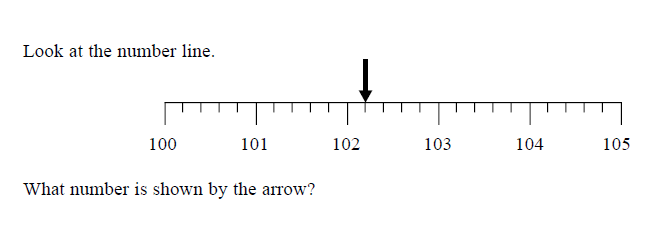 Look at the number line.
100 101 102 103 104 105
What number is shown by the arrow?